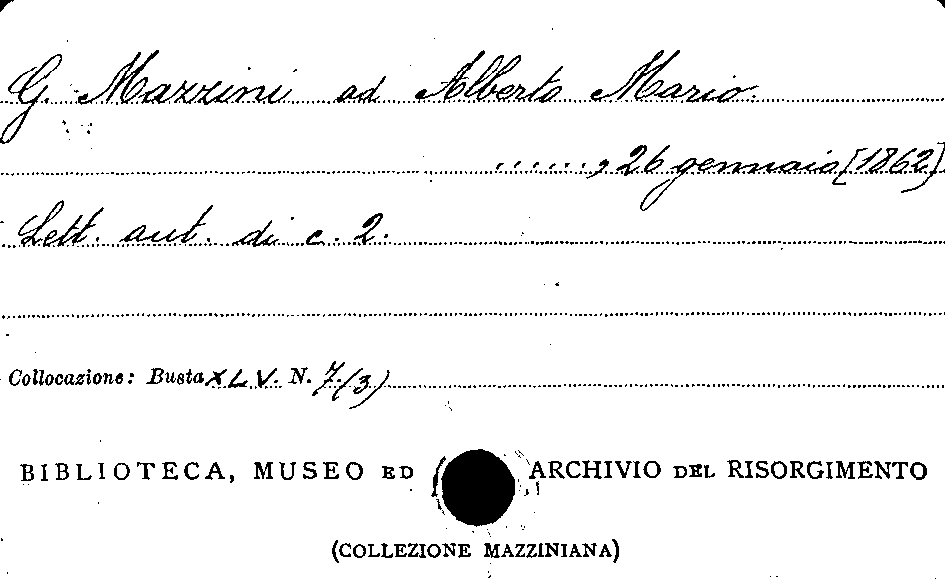 G. Mazzini ad Alberto Mario.
......, 26 gennaio [1862].
Lett. aut. di c. 2.
Collocazione: Busta XLV. N. 7.(3)
BIBLIOTECA, MUSEO ED ARCHIVIO DEL RISORGIMENTO
(COLLEZIONE MAZZINIANA)